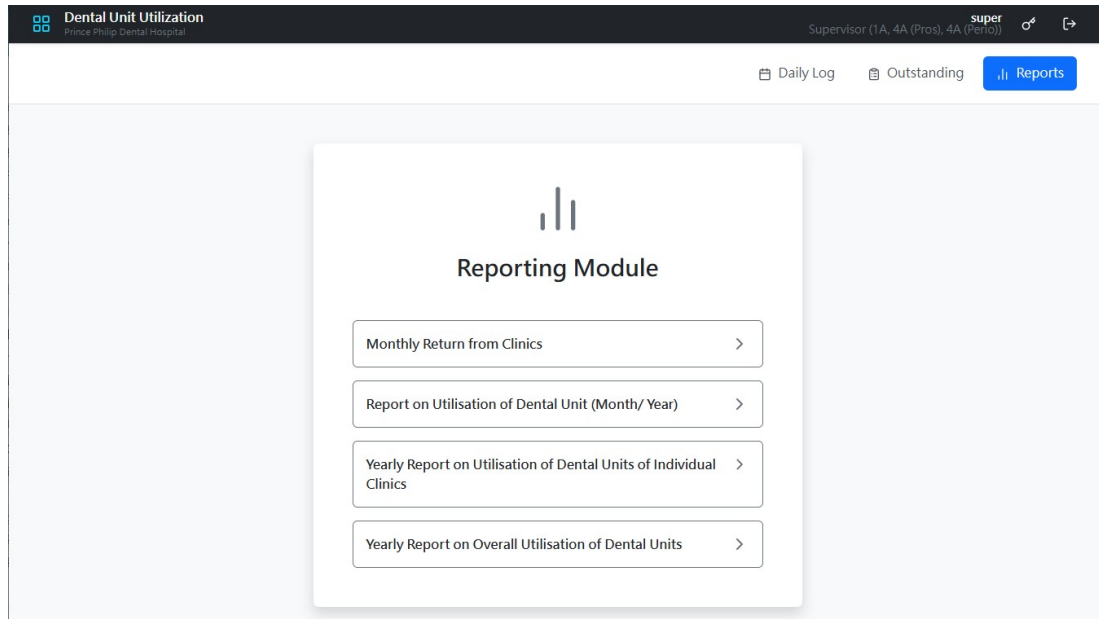 Dental Unit Utilization
Prince Philip Dental Hospital
super
Supervisor (1A, 4A (Pros), 4A (Perio))
Daily Log
Outstanding
Reports
Reporting Module
Monthly Return from Clinics
Report on Utilisation of Dental Unit (Month/ Year)
Yearly Report on Utilisation of Dental Units of Individual
Clinics
Yearly Report on Overall Utilisation of Dental Units